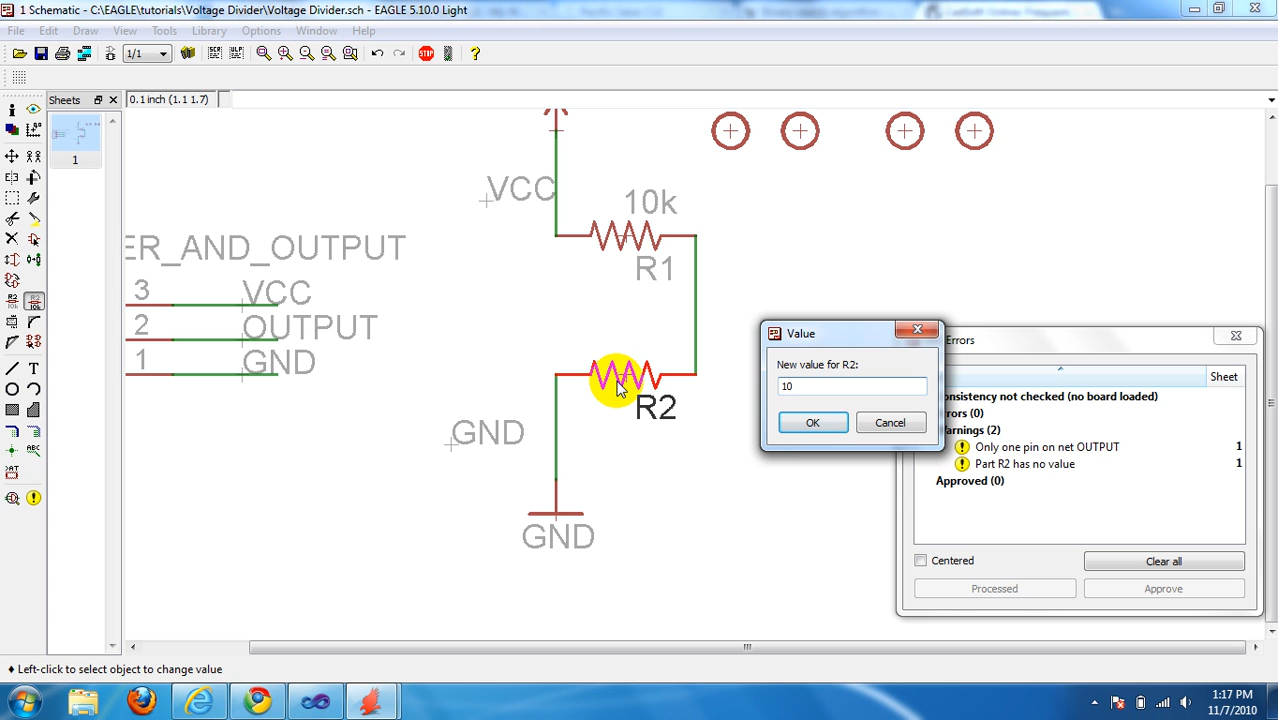 1 Schematic - C:\EAGLE\tutorials\Voltage Divider\Voltage Divider.sch - EAGLE 5.10.0 Light
File Edit Draw View Tools Library Options Window Help
1/1
Sheets
0.1 inch (1.1 1.7)
1
VCC
10k
R1
ER_AND_OUTPUT
3 VCC
2 OUTPUT
1 GND
R2
GND
GND
Value
New value for R2:
10
OK Cancel
Errors
Sheet
onsistency not checked (no board loaded)
rrors (0)
Warnings (2)
Only one pin on net OUTPUT 1
Part R2 has no value 1
Approved (0)
Centered Clear all
Processed Approve
Left-click to select object to change value
1:17 PM
11/7/2010